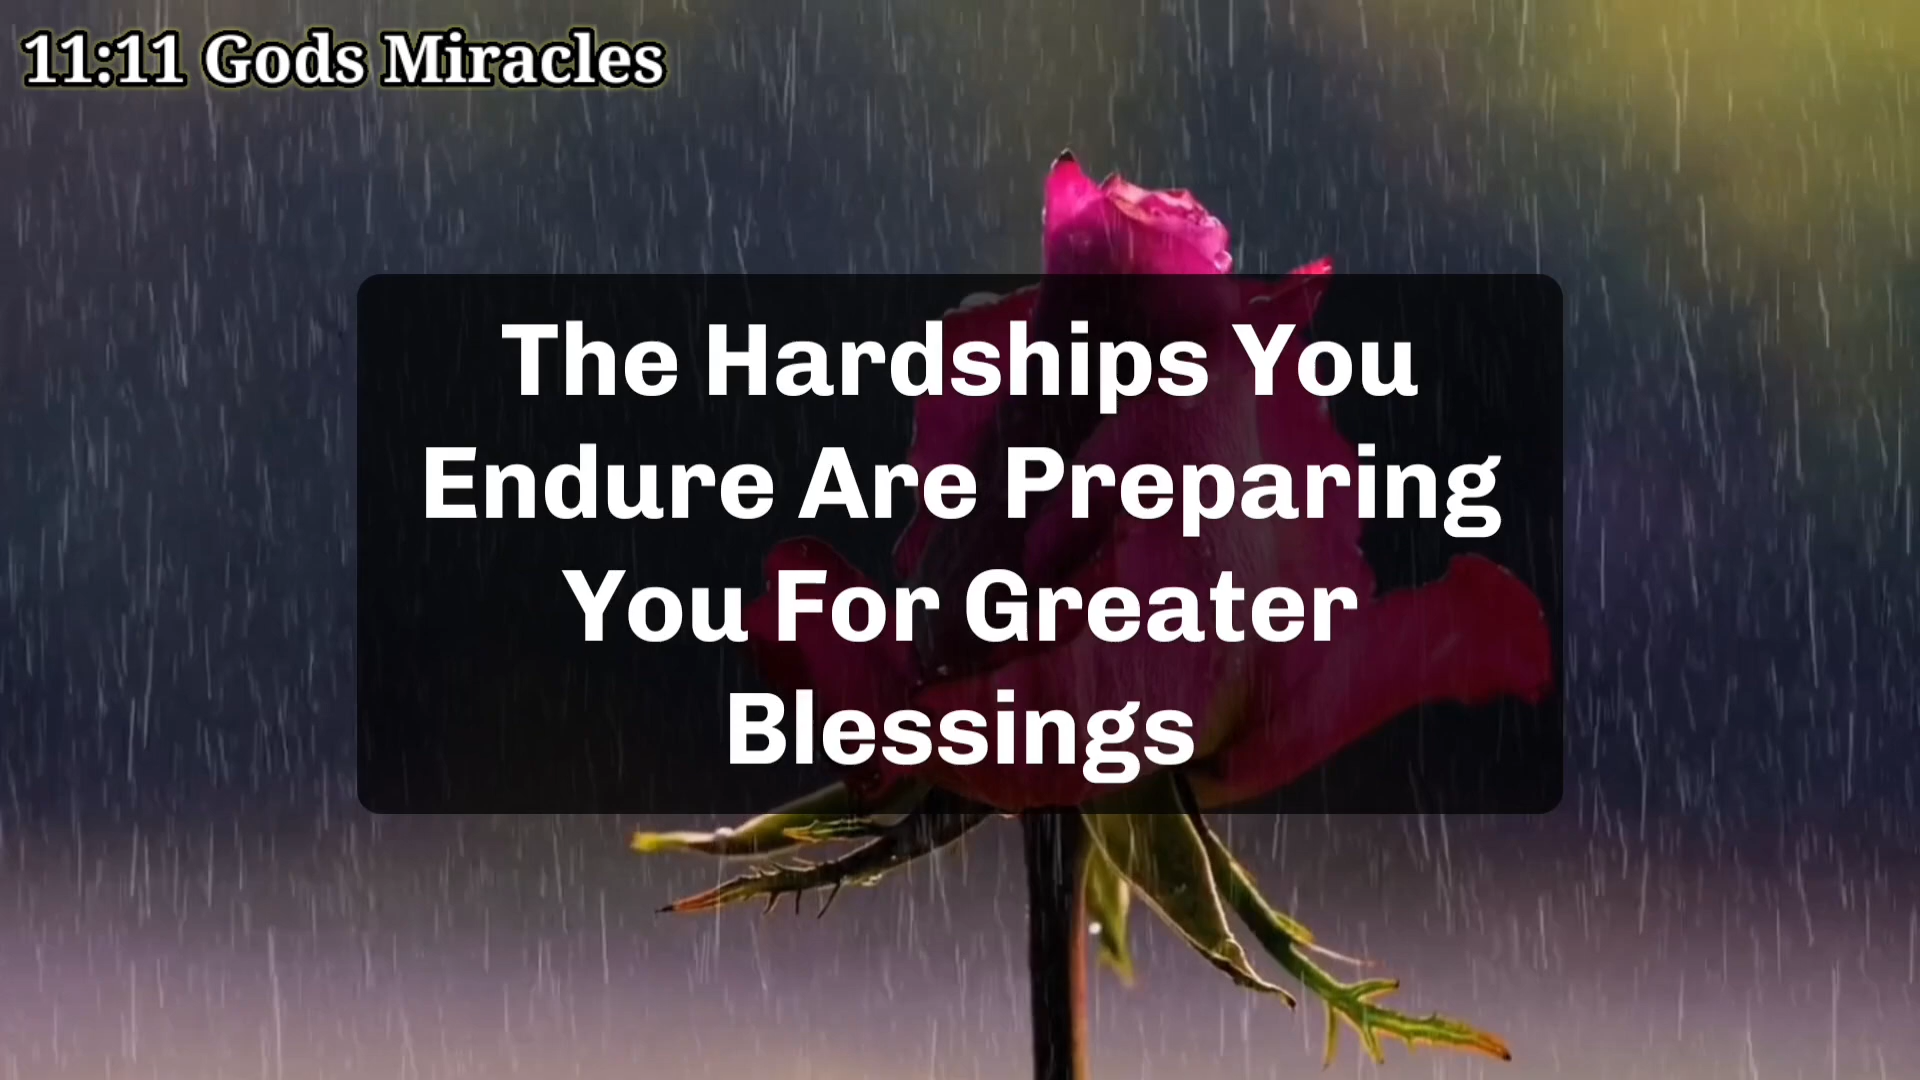 11:11 Gods Miracles
The Hardships You
Endure Are Preparing
You For Greater
Blessings